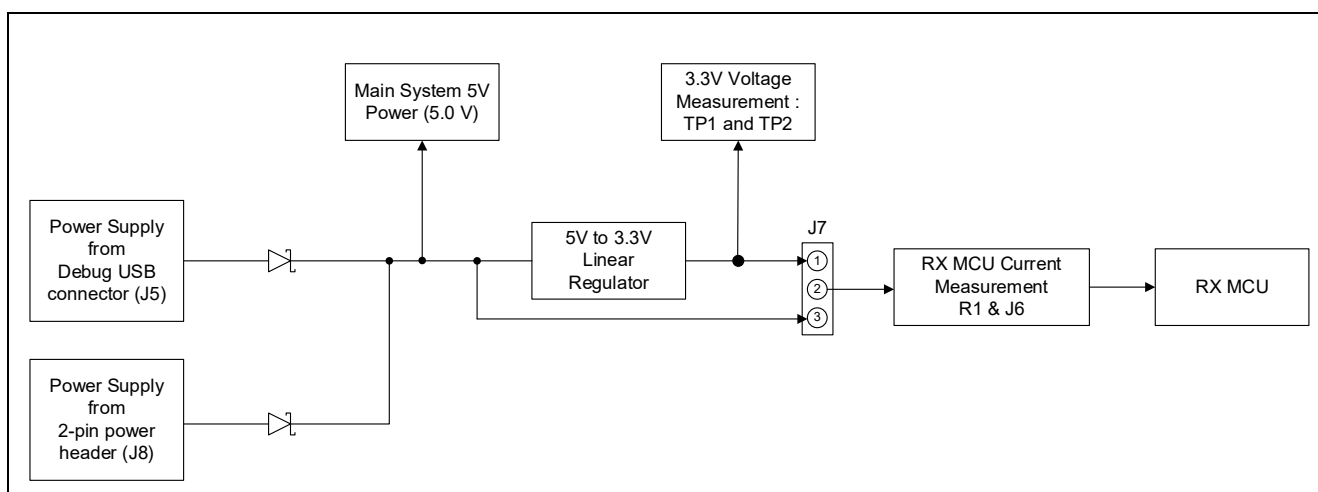 Main System 5V
Power (5.0 V)
3.3V Voltage
Measurement :
TP1 and TP2
Power Supply
from
Debug USB
connector (J5)
5V to 3.3V
Linear
Regulator
J7
1
2
3
RX MCU Current
Measurement
R1 & J6
RX MCU
Power Supply
from
2-pin power
header (J8)